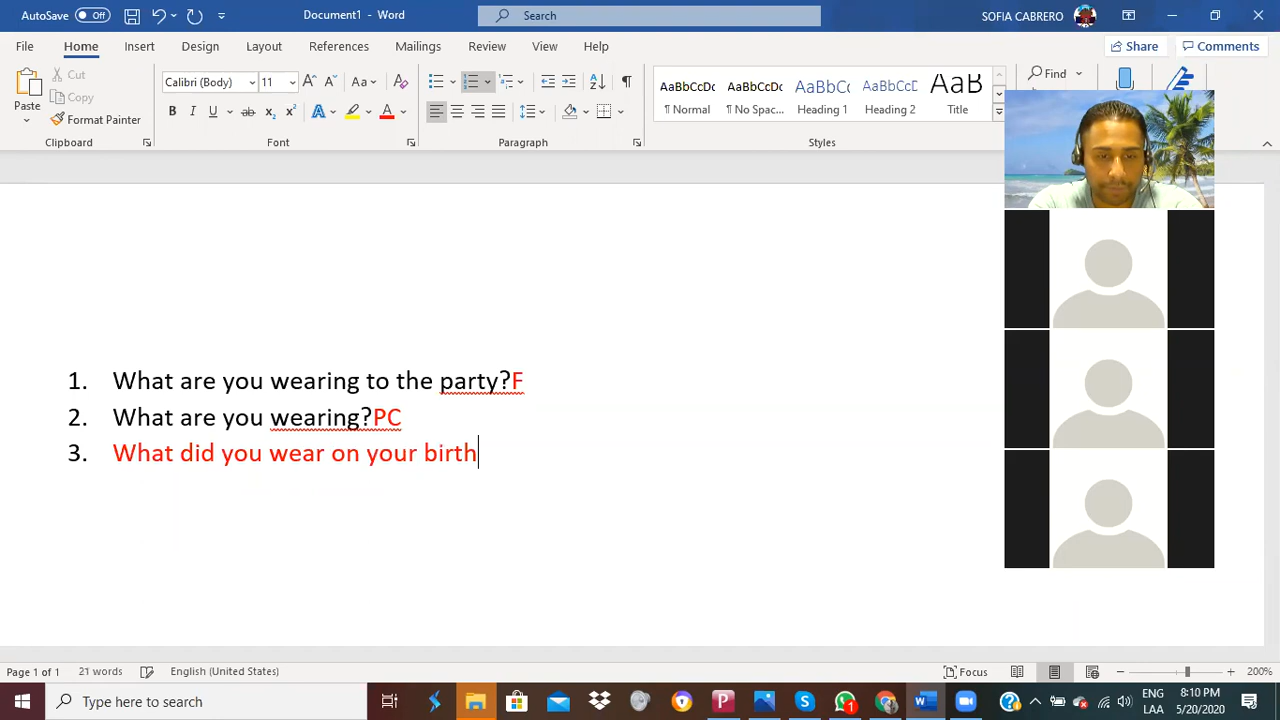 AutoSave Off Document1 - Word Search SOFIA CABRERO
File Home Insert Design Layout References Mailings Review View Help Share Comments
Paste Cut Copy Format Painter
Calibri (Body) 11 Aa
AaBbCcDc AaBbCcDc AaBbCc AaBbCcD AaB
¶ Normal ¶ No Spac... Heading 1 Heading 2 Title
Find
Clipboard Font Paragraph Styles
1. What are you wearing to the party?F
2. What are you wearing?PC
3. What did you wear on your birth
Page 1 of 1 21 words English (United States) Focus 200%
Type here to search
ENG 8:10 PM
LAA 5/20/2020